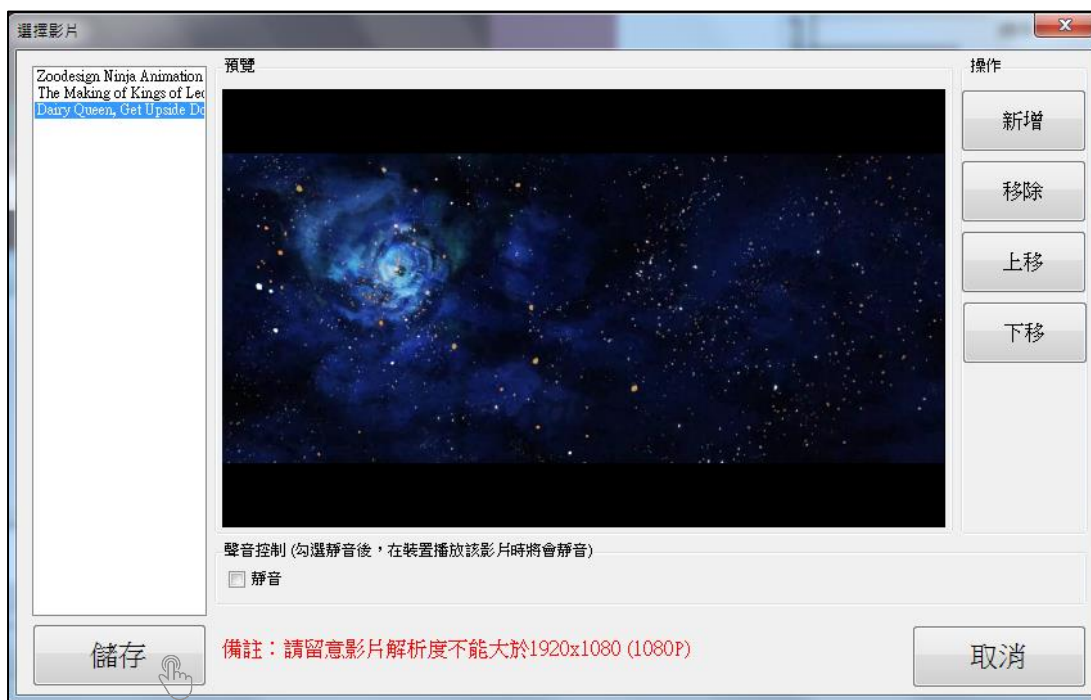 選擇影片
Zoodesign Ninja Animation
The Making of Kings of Leo
Dairy Queen, Get Upside Do
預覽
操作
新增
移除
上移
下移
聲音控制 (勾選靜音後，在裝置播放該影片時將會靜音)
靜音
儲存
備註：請留意影片解析度不能大於1920x1080 (1080P)
取消